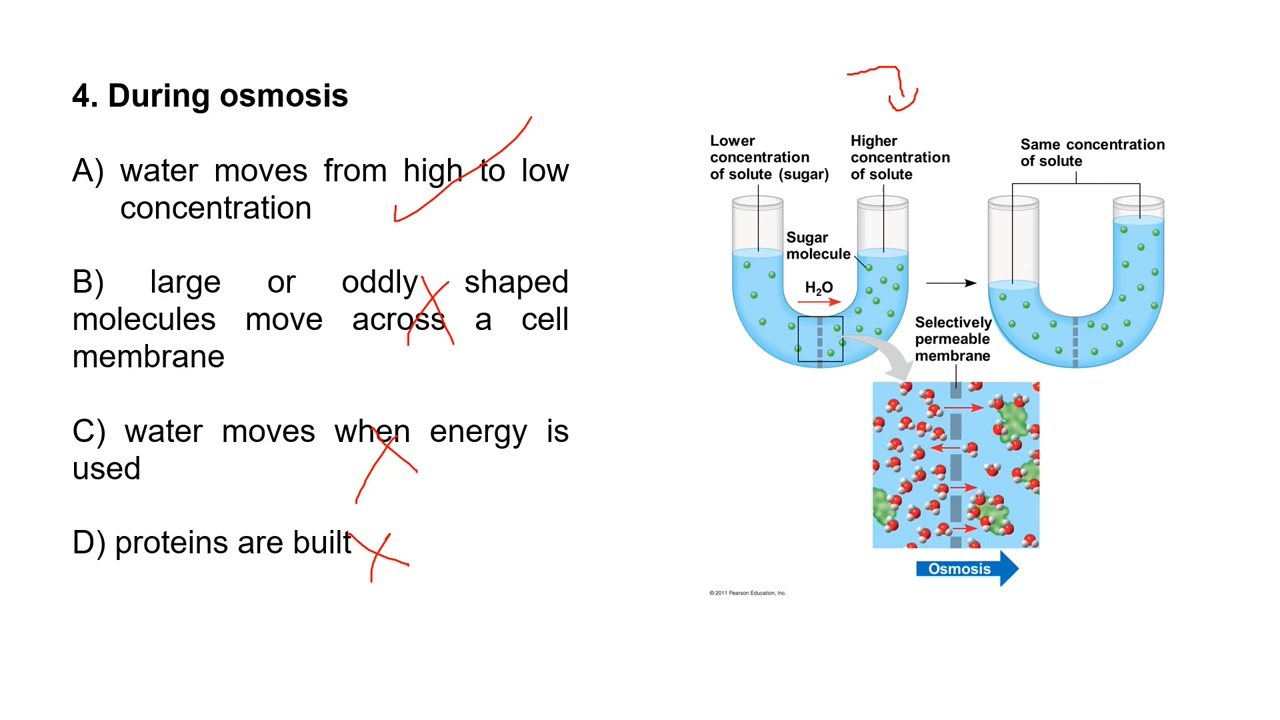 4. During osmosis
A) water moves from high to low
concentration
B) large or oddly shaped
molecules move across a cell
membrane
C) water moves when energy is
used
D) proteins are built
Lower
concentration
of solute (sugar)
Higher
concentration
of solute
Same concentration
of solute
Sugar
molecule
H₂O
Selectively
permeable
membrane
Osmosis
© 2011 Pearson Education, Inc.